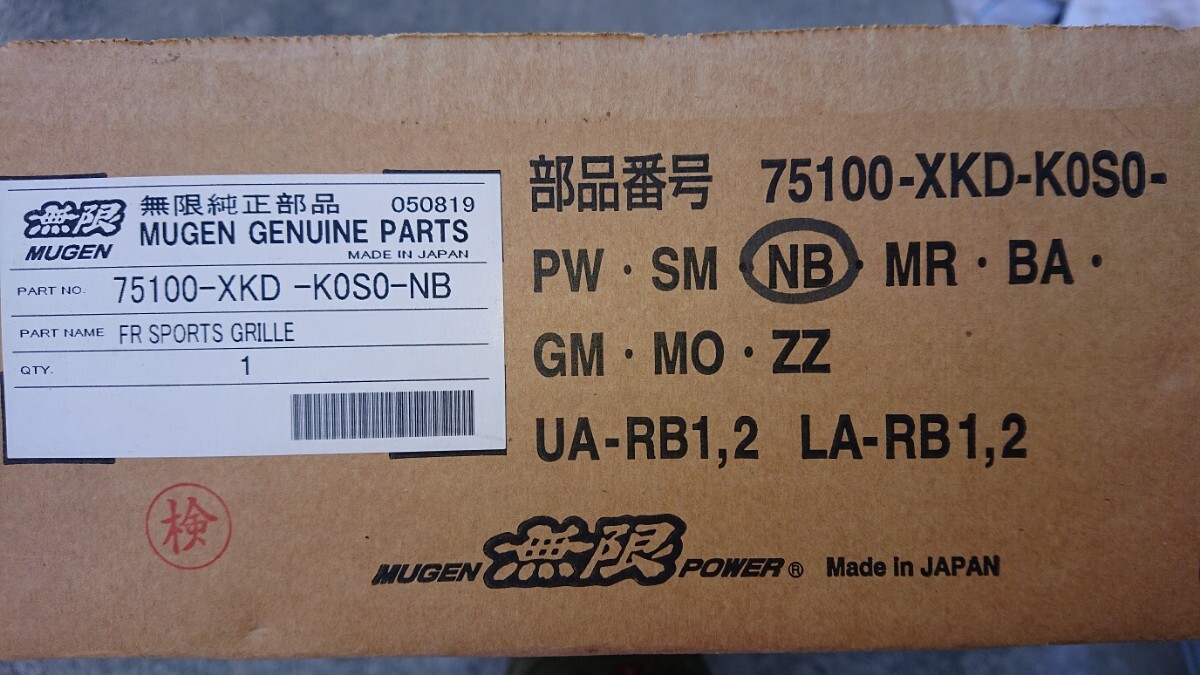 無限
MUGEN
無限純正部品 050819
MUGEN GENUINE PARTS
MADE IN JAPAN
PART NO. 75100-XKD -K0S0-NB
PART NAME FR SPORTS GRILLE
QTY. 1
検
部品番号 75100-XKD-K0S0-
PW・SM・NB・MR・BA・
GM・MO・ZZ
UA-RB1,2 LA-RB1,2
MUGEN 無限 POWER® Made in JAPAN